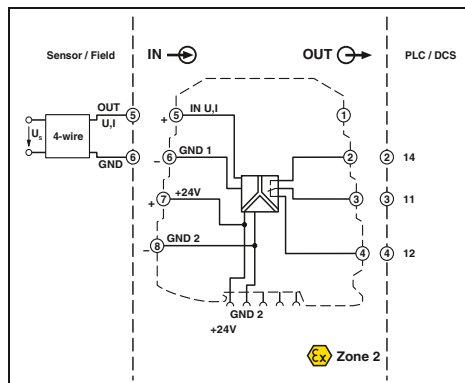 Sensor / Field
IN
OUT
PLC / DCS
OUT
5
U,I
+
5
IN U,I
1
Us
4-wire
GND
6
–
6
GND 1
2
2
14
+
7
+24V
3
3
11
–
8
GND 2
4
4
12
GND 2
+24V
Ex
Zone 2